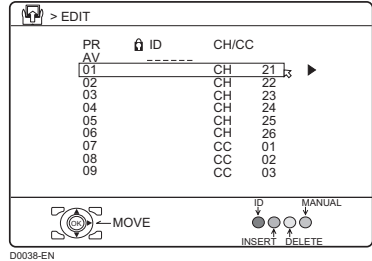 > EDIT
PR ID CH/CC
AV ------
01 CH 21
02 CH 22
03 CH 23
04 CH 24
05 CH 25
06 CH 26
07 CC 01
08 CC 02
09 CC 03
ID MANUAL
OK MOVE
INSERT DELETE
D0038-EN